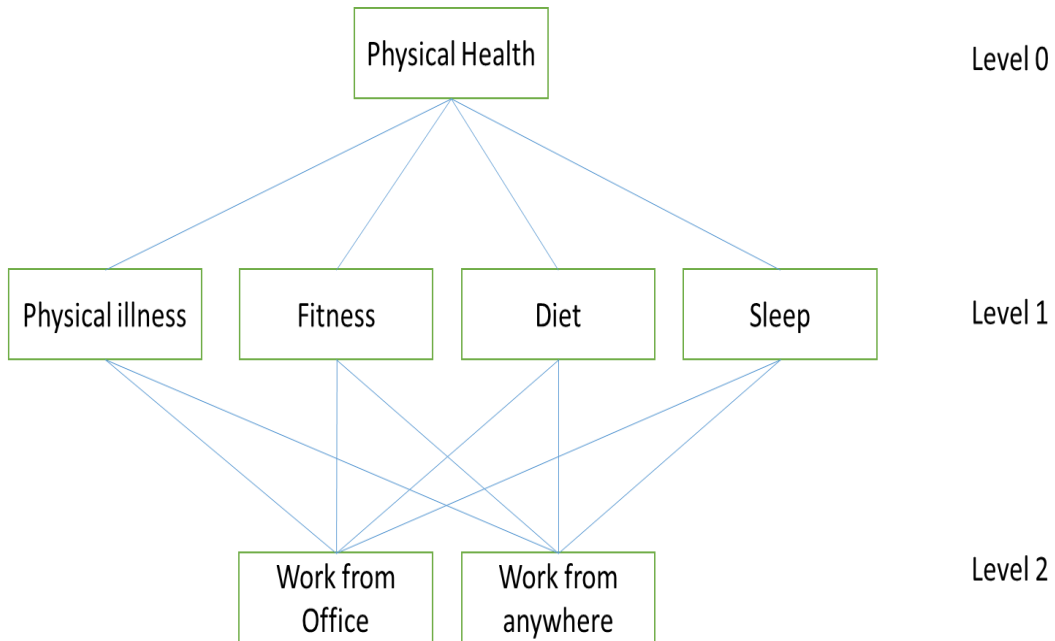 Physical Health
Level 0
Physical illness
Fitness
Diet
Sleep
Level 1
Work from
Office
Work from
anywhere
Level 2